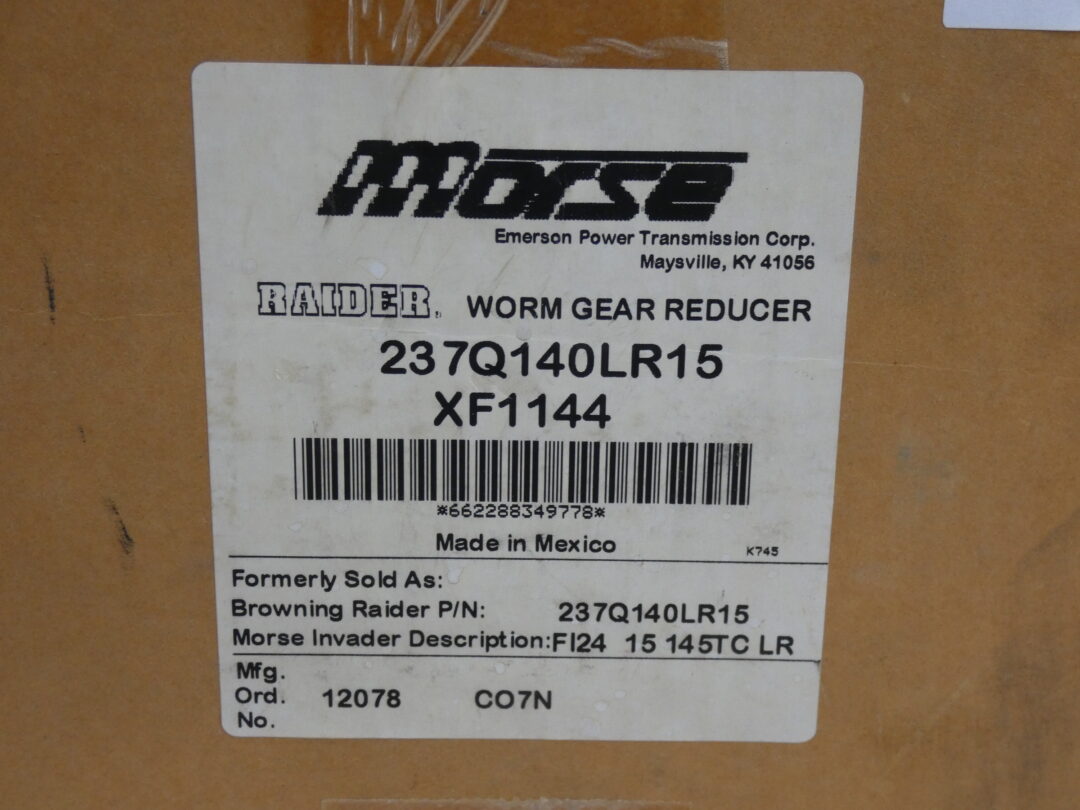 morse
Emerson Power Transmission Corp.
Maysville, KY 41056
RAIDER® WORM GEAR REDUCER
237Q140LR15
XF1144
*662288349778*
Made in Mexico K745
Formerly Sold As:
Browning Raider P/N: 237Q140LR15
Morse Invader Description:FI24 15 145TC LR
Mfg.
Ord. 12078 CO7N
No.